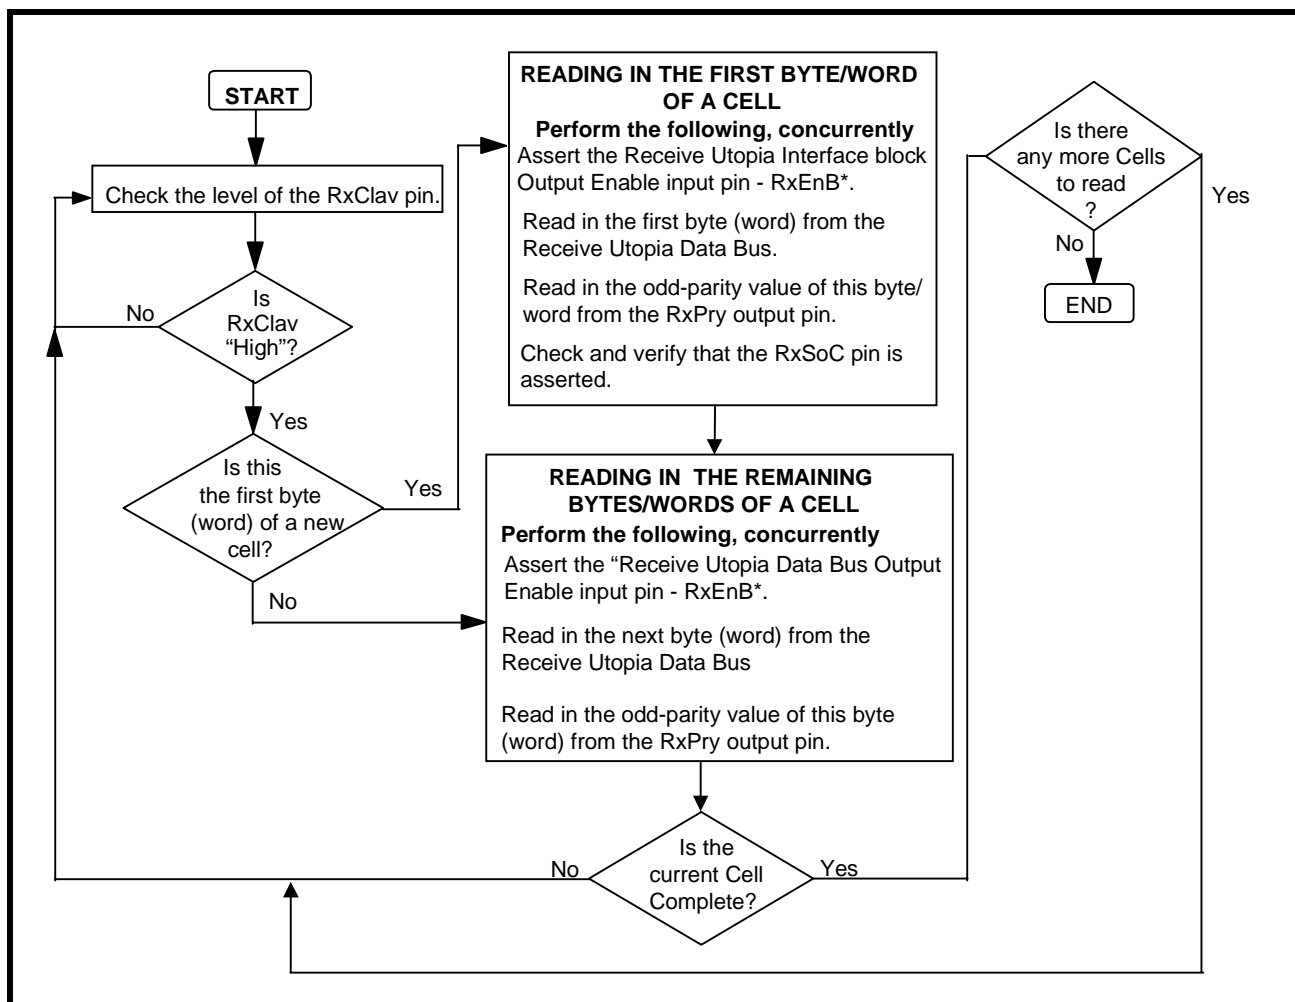 START
Check the level of the RxClav pin.
No
Is
RxClav
“High”?
Yes
Is this
the first byte
(word) of a new
cell?
Yes
No
READING IN THE FIRST BYTE/WORD
OF A CELL
Perform the following, concurrently
Assert the Receive Utopia Interface block
Output Enable input pin - RxEnB*.
Read in the first byte (word) from the
Receive Utopia Data Bus.
Read in the odd-parity value of this byte/
word from the RxPry output pin.
Check and verify that the RxSoC pin is
asserted.
READING IN  THE REMAINING
BYTES/WORDS OF A CELL
Perform the following, concurrently
Assert the “Receive Utopia Data Bus Output
Enable input pin - RxEnB*.
Read in the next byte (word) from the
Receive Utopia Data Bus
Read in the odd-parity value of this byte
(word) from the RxPry output pin.
No
Is the
current Cell
Complete?
Yes
Is there
any more Cells
to read
?
Yes
No
END